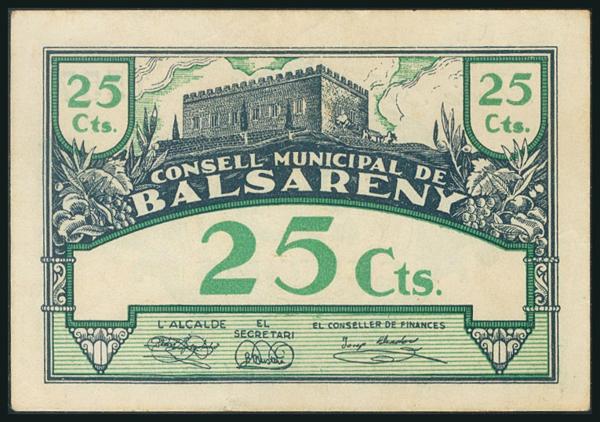 25 Cts.
25 Cts.
CONSELL MUNICIPAL DE
BALSARENY
25 Cts.
L'ALCALDE
EL SECRETARI
EL CONSELLER DE FINANCES